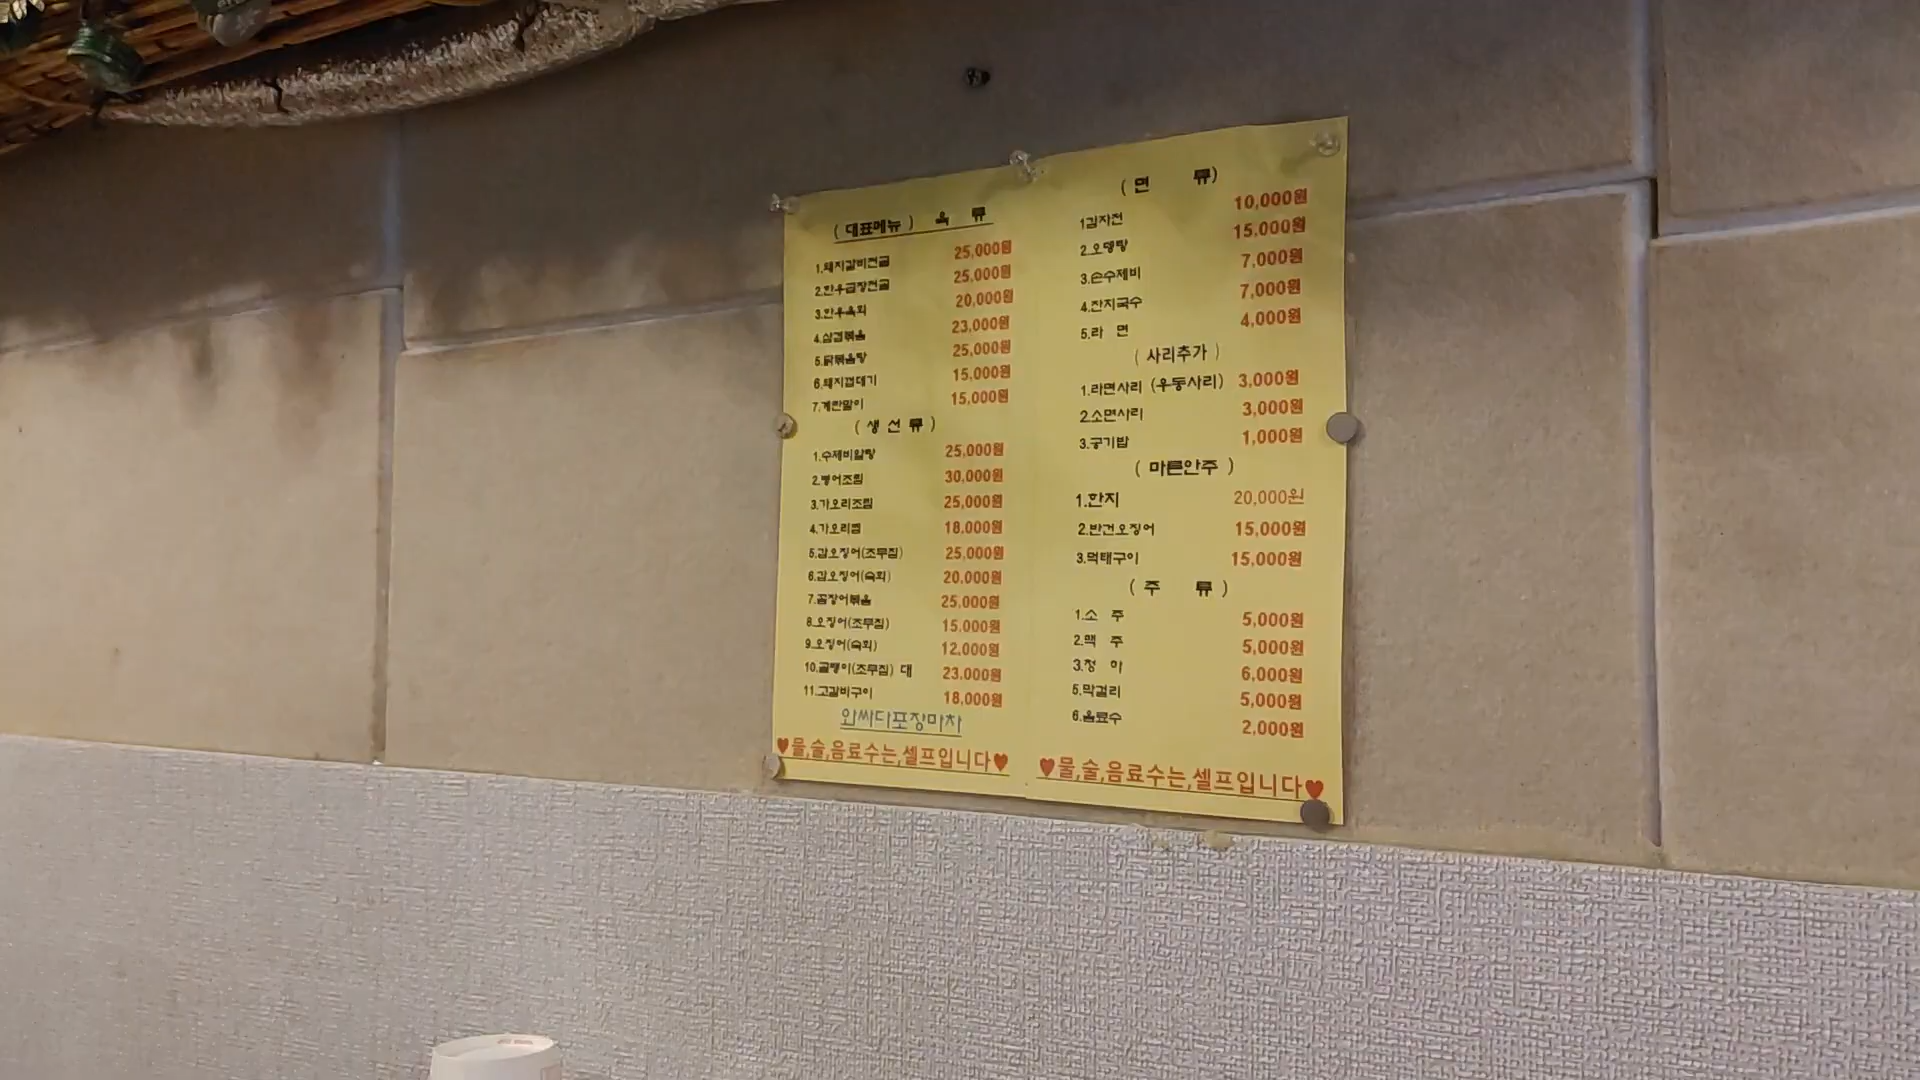 (대표메뉴) 육 류
1.돼지갈비전골 25,000원
2.한우곱창전골 25,000원
3.한우육회 20,000원
4.삼겹볶음 23,000원
5.닭볶음탕 25,000원
6.돼지껍데기 15,000원
7.계란말이 15,000원
(생 선 류)
1.수제비알탕 25,000원
2.병어조림 30,000원
3.가오리조림 25,000원
4.가오리찜 18.000원
5.갑오징어(초무침) 25,000원
6.갑오징어(숙회) 20.000원
7.꼼장어볶음 25.000원
8.오징어(초무침) 15.000원
9.오징어(숙회) 12,000원
10.골뱅이(초무침) 대 23.000원
11.고갈비구이 18,000원
와싸다포장마차
♥물,술,음료수는,셀프입니다♥
(면 류)
1감자전 10,000원
2.오뎅탕 15,000원
3.손수제비 7,000원
4.잔치국수 7,000원
5.라 면 4,000원
(사리추가)
1.라면사리 (우동사리) 3,000원
2.소면사리 3,000원
3.공기밥 1,000원
(마른안주)
1.한치 20,000원
2.반건오징어 15,000원
3.먹태구이 15,000원
(주 류)
1.소 주 5,000원
2.맥 주 5,000원
3.청 하 6,000원
5.막걸리 5,000원
6.음료수 2,000원
♥물,술,음료수는,셀프입니다♥